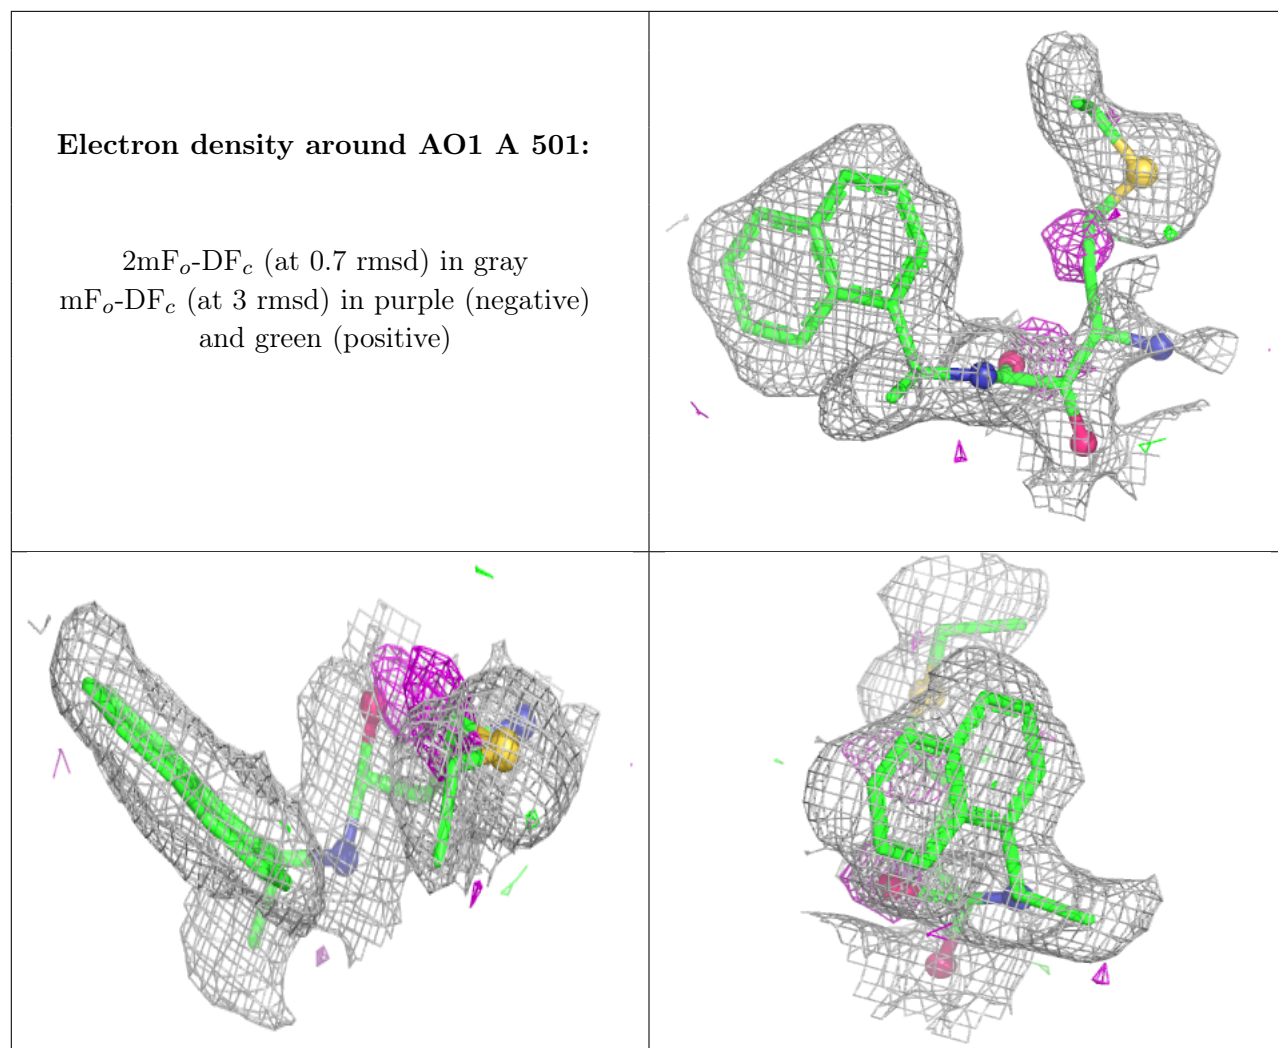 Electron density around AO1 A 501:
2mFo-DFc (at 0.7 rmsd) in gray
mFo-DFc (at 3 rmsd) in purple (negative)
and green (positive)